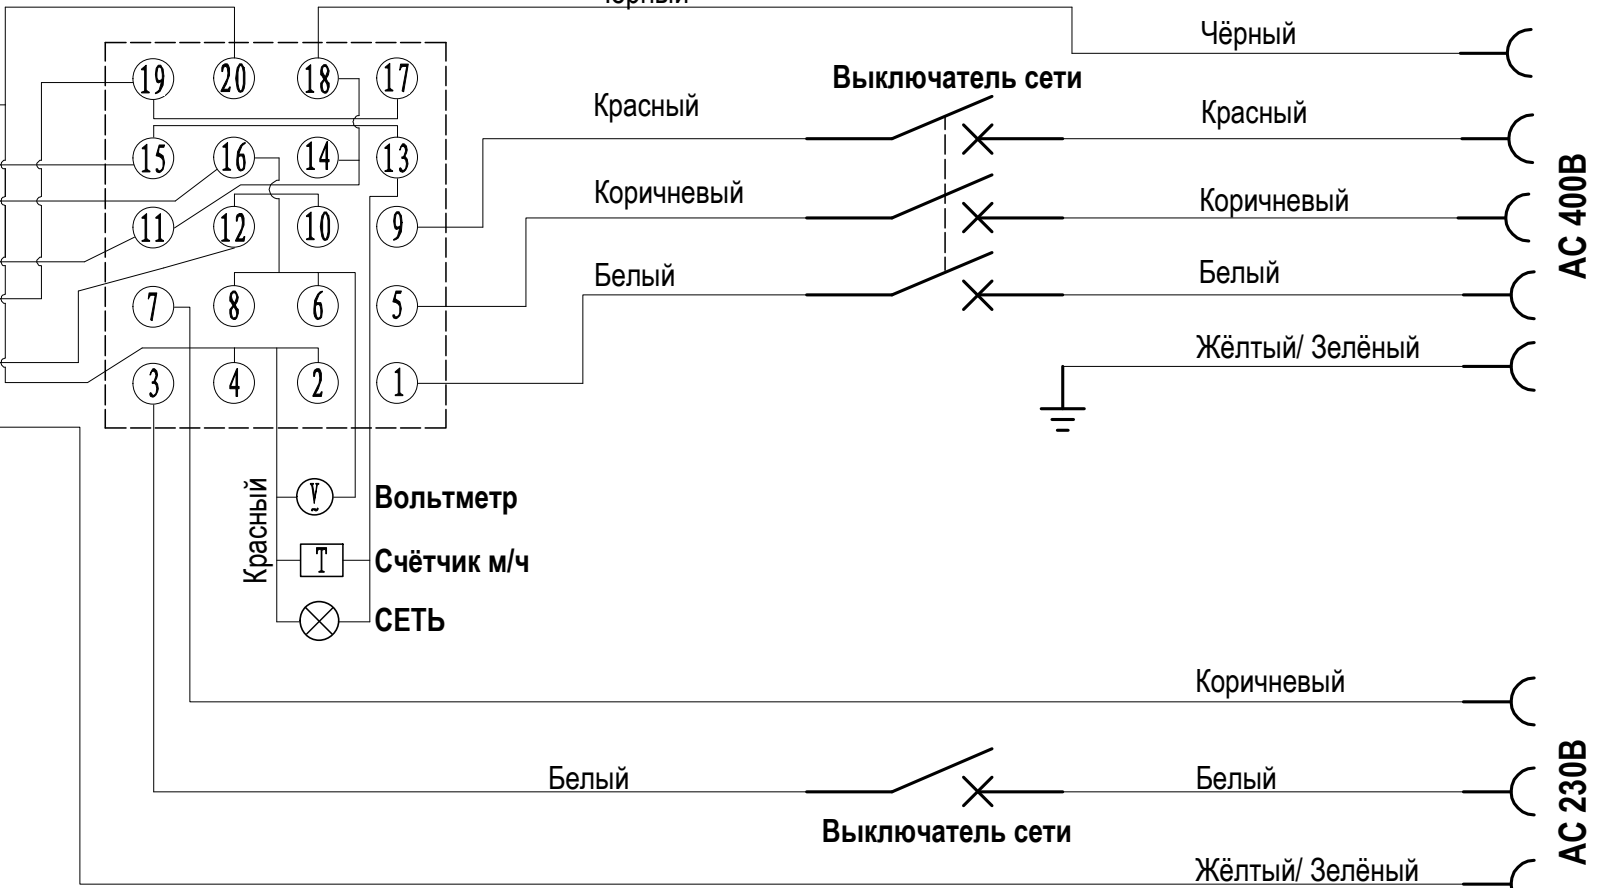 Чёрный
19 20 18 17
Выключатель сети
Красный
Красный
15 16 14 13
Коричневый
Коричневый
AC 400В
11 12 10 9
Белый
Белый
7 8 6 5
Жёлтый/ Зелёный
3 4 2 1
Красный
V
~
Вольтметр
T
Счётчик м/ч
СЕТЬ
Коричневый
Белый
Белый
AC 230В
Выключатель сети
Жёлтый/ Зелёный